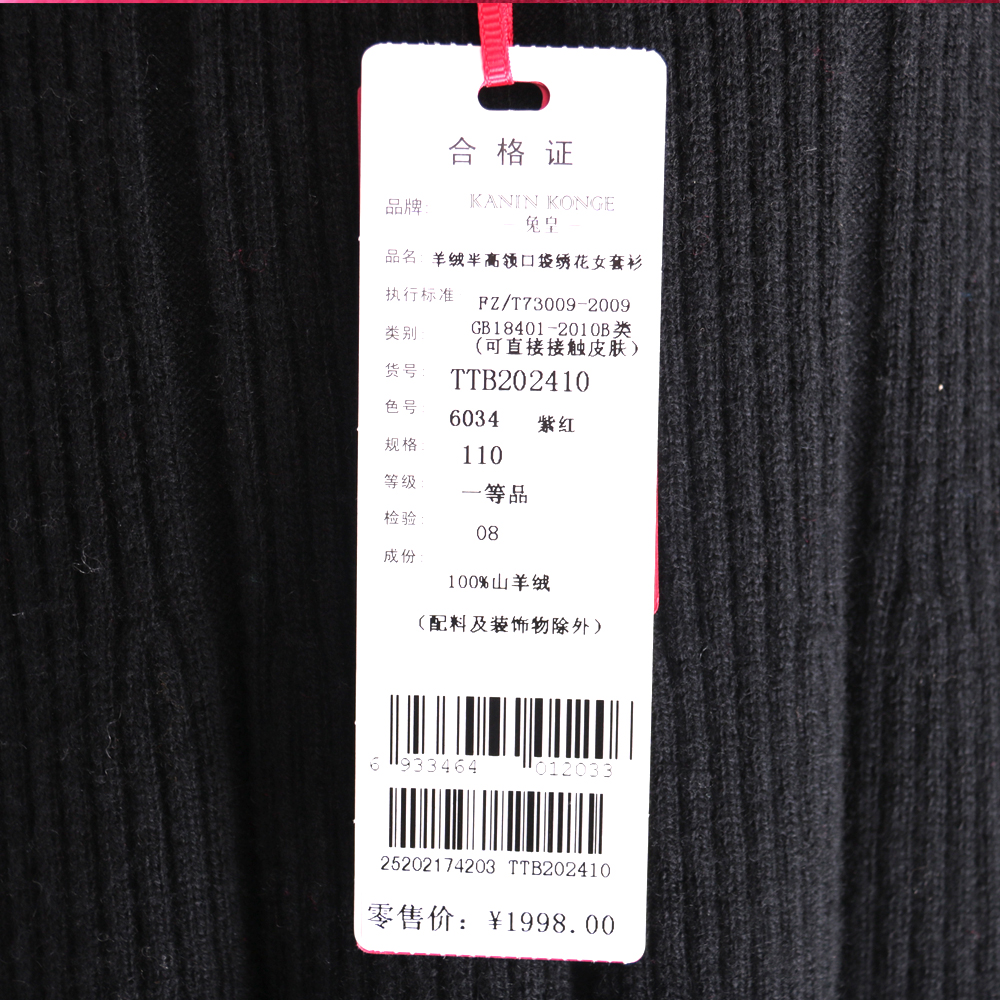 合格证
品牌: KANIN KONGE
兔皇
品名: 羊绒半高领口袋绣花女套衫
执行标准 FZ/T73009-2009
类别: GB18401-2010B类
(可直接接触皮肤)
货号: TTB202410
色号: 6034 紫红
规格: 110
等级: 一等品
检验: 08
成份:
100%山羊绒
(配料及装饰物除外)
6 933464 012033
25202174203 TTB202410
零售价: ¥1998.00